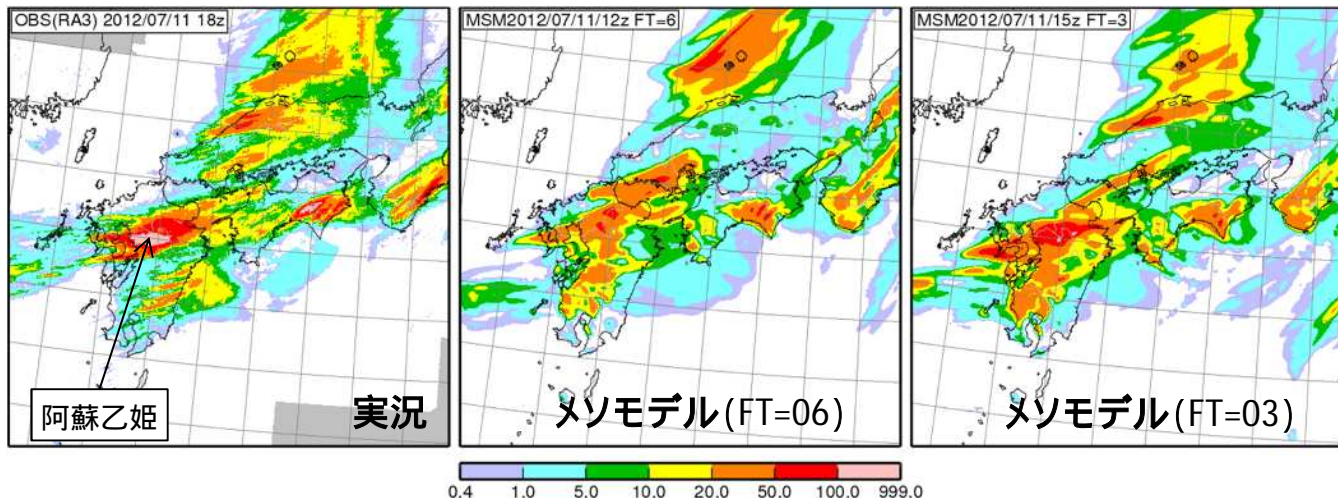 OBS(RA3) 2012/07/11 18z
MSM2012/07/11/12z FT=6
MSM2012/07/11/15z FT=3
阿蘇乙姫
実況
メソモデル(FT=06)
メソモデル(FT=03)
0.4 1.0 5.0 10.0 20.0 50.0 100.0 999.0